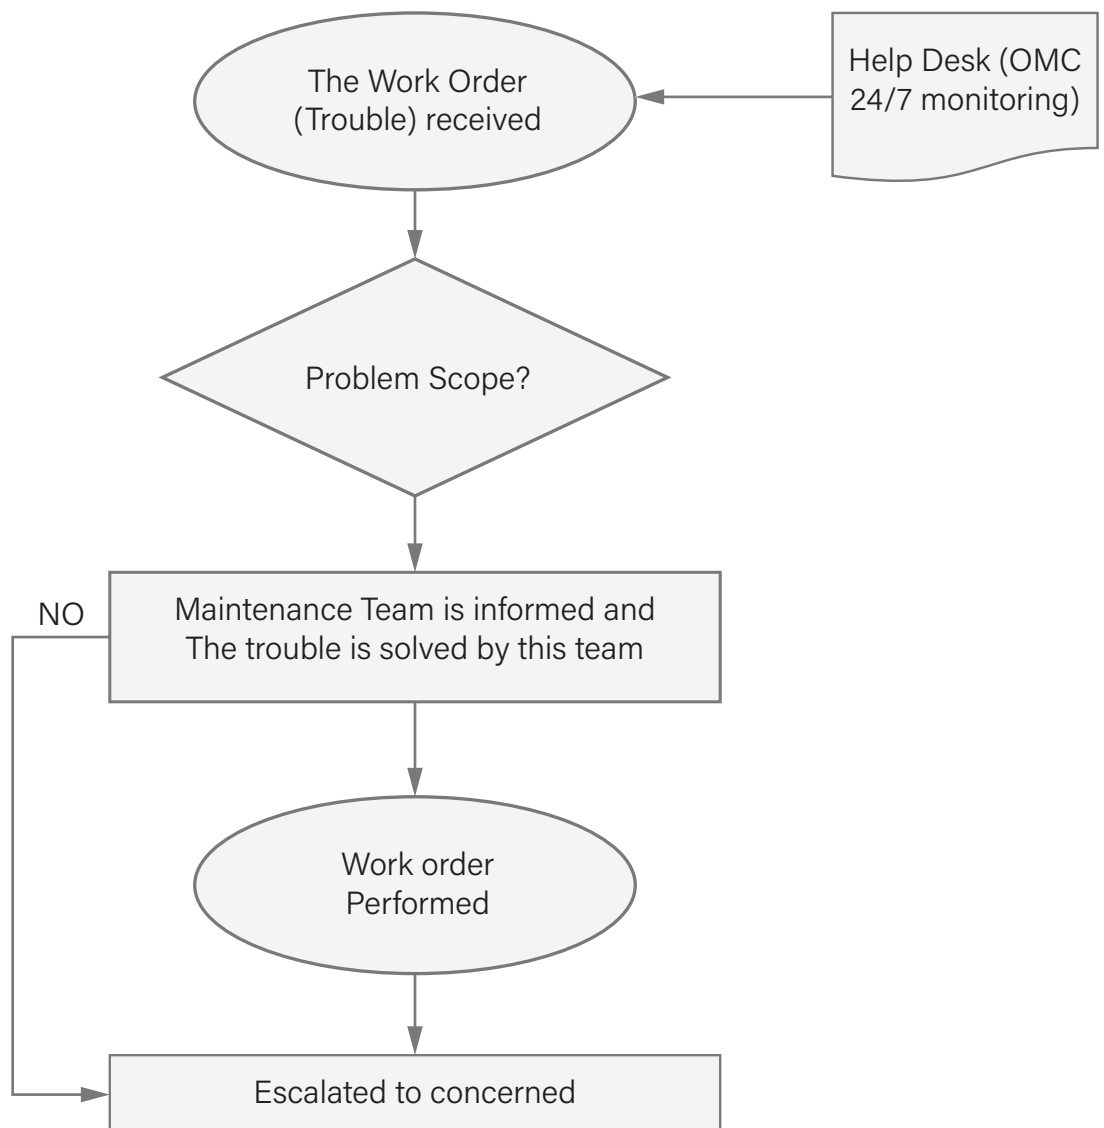 The Work Order
(Trouble) received
Help Desk (OMC
24/7 monitoring)
Problem Scope?
NO
Maintenance Team is informed and
The trouble is solved by this team
Work order
Performed
Escalated to concerned